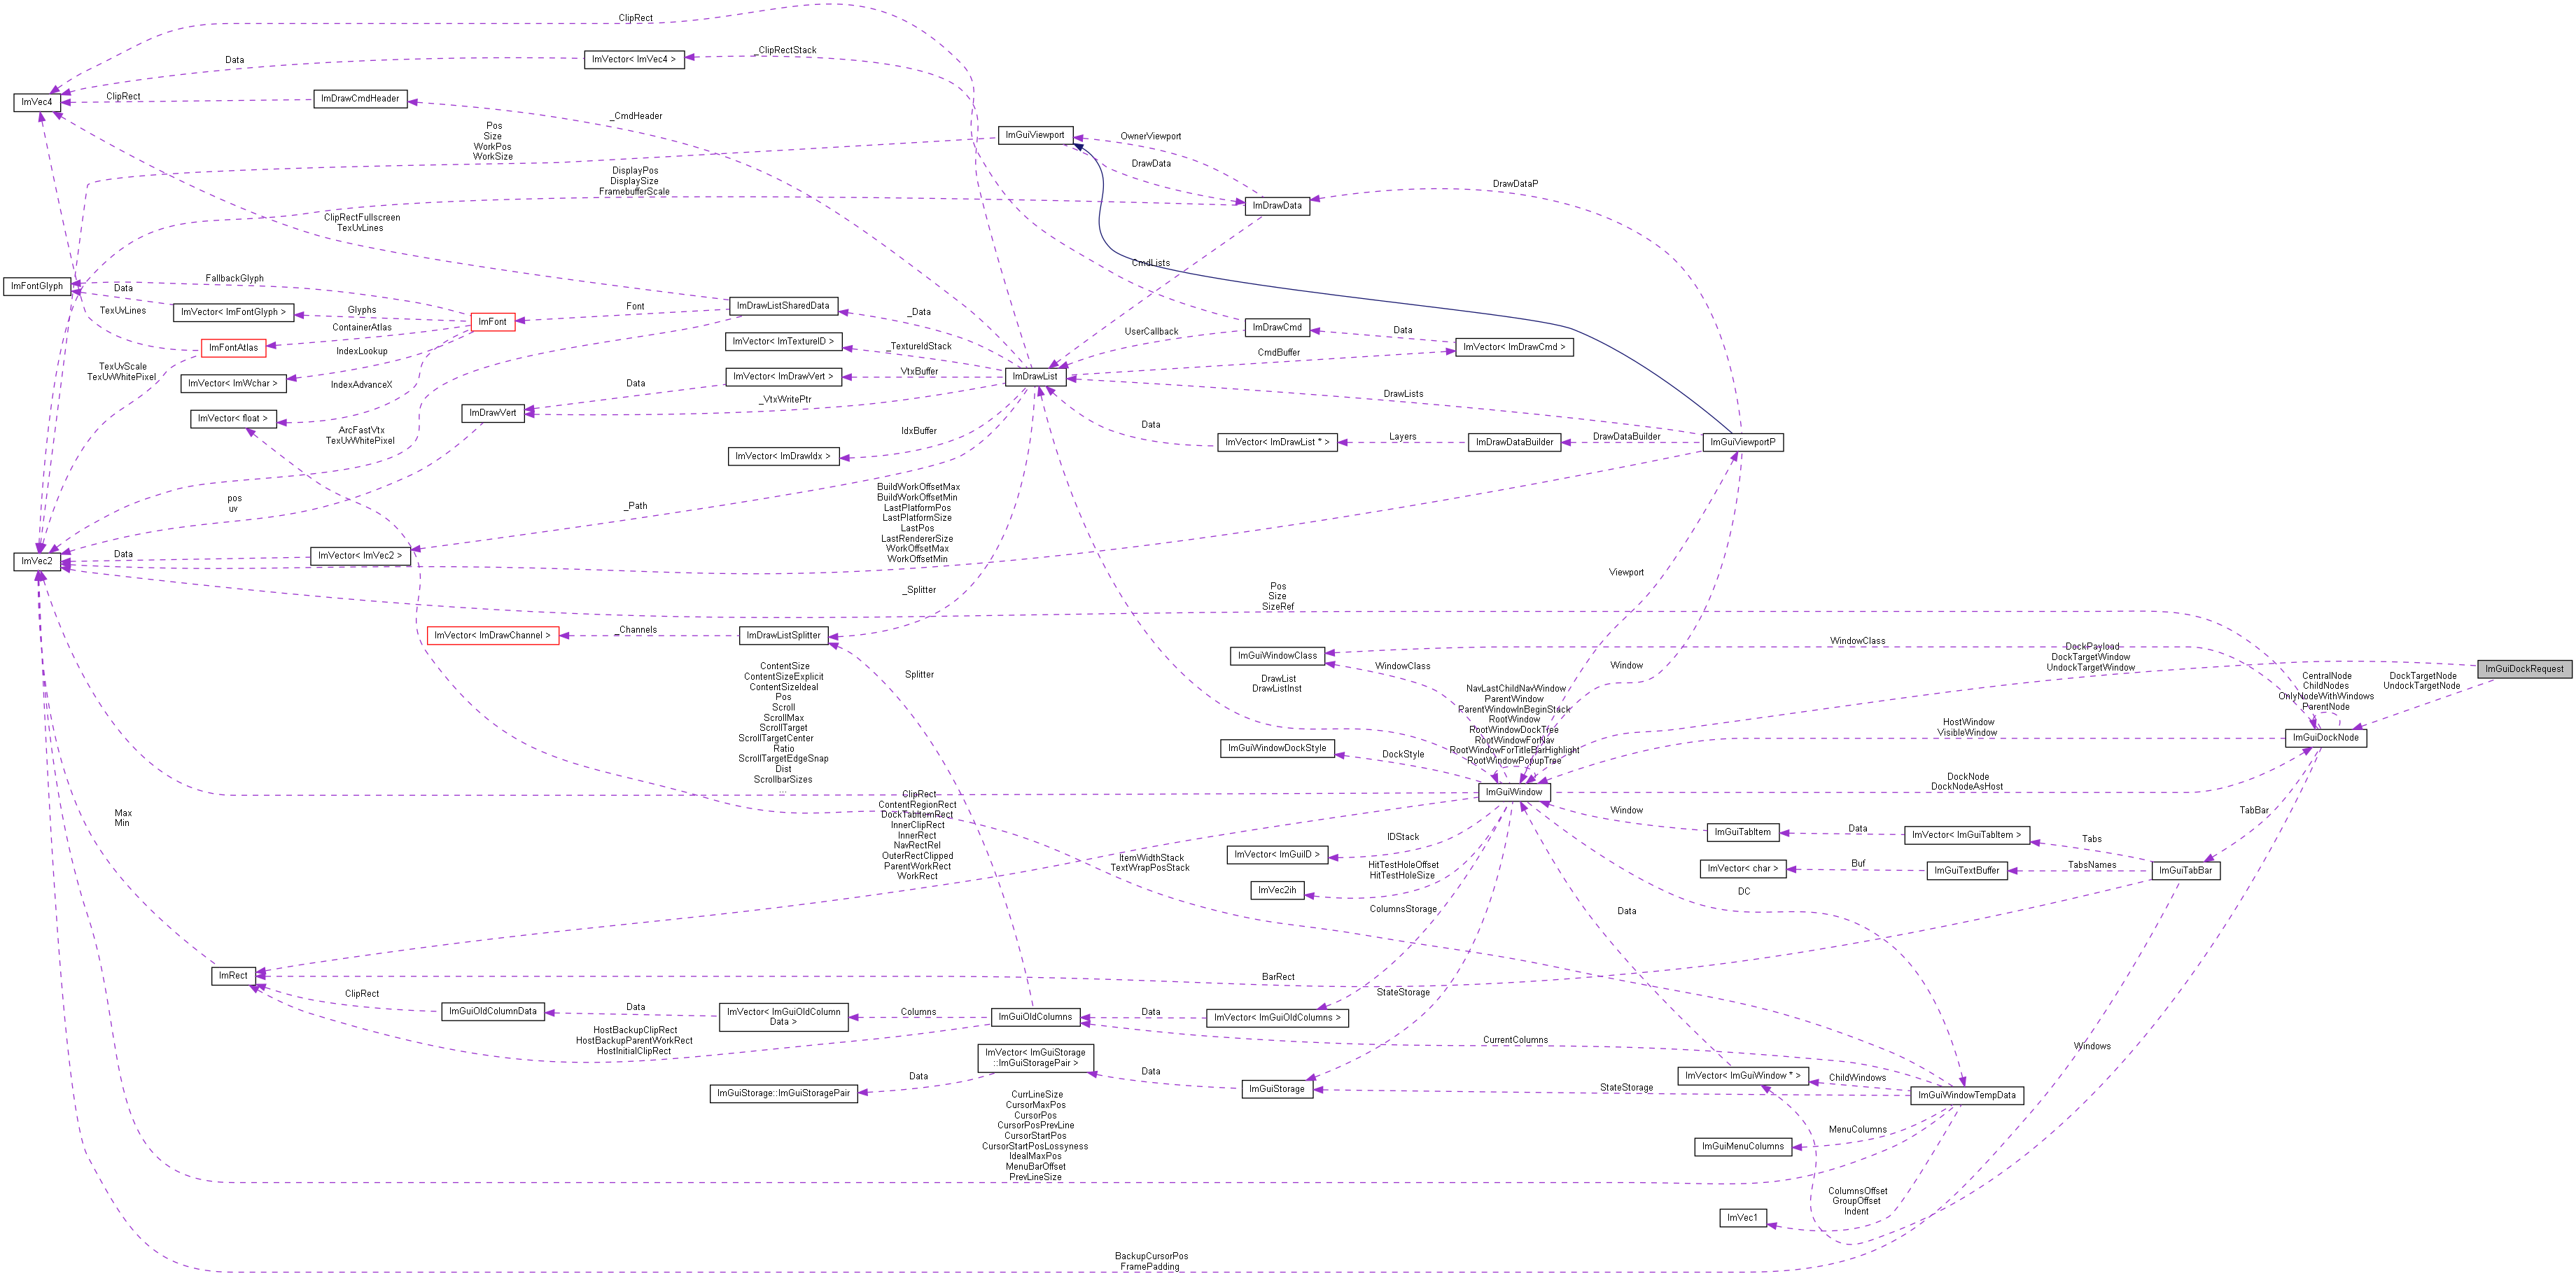 ClipRect
_ClipRectStack
Data
ImVector< ImVec4 >
ImVec4
ClipRect
ImDrawCmdHeader
_CmdHeader
Pos
Size
WorkPos
WorkSize
ImGuiViewport
OwnerViewport
DrawData
DisplayPos
DisplaySize
FramebufferScale
DrawDataP
ImDrawData
ClipRectFullscreen
TexUvLines
CmdLists
ImFontGlyph
FallbackGlyph
Data
ImVector< ImFontGlyph >
Glyphs
TexUvLines
ContainerAtlas
ImFont
Font
ImDrawListSharedData
_Data
ImFontAtlas
IndexLookup
ImVector< ImTextureID >
_TextureIdStack
UserCallback
ImDrawCmd
Data
CmdBuffer
ImVector< ImDrawCmd >
TexUvScale
TexUvWhitePixel
ImVector< ImWchar >
IndexAdvanceX
ImVector< ImDrawVert >
VtxBuffer
ImDrawList
Data
_VtxWritePtr
DrawLists
ImVector< float >
ImDrawVert
ArcFastVtx
TexUvWhitePixel
IdxBuffer
Data
ImVector< ImDrawList * >
Layers
ImDrawDataBuilder
DrawDataBuilder
ImGuiViewportP
ImVector< ImDrawIdx >
pos
uv
_Path
BuildWorkOffsetMax
BuildWorkOffsetMin
LastPlatformPos
LastPlatformSize
LastPos
LastRendererSize
WorkOffsetMax
WorkOffsetMin
ImVec2
Data
ImVector< ImVec2 >
Viewport
_Splitter
Pos
Size
SizeRef
ImVector< ImDrawChannel >
_Channels
ImDrawListSplitter
ImGuiWindowClass
WindowClass
WindowClass
Window
DockPayload
DockTargetWindow
UndockTargetWindow
ImGuiDockRequest
DockTargetNode
UndockTargetNode
CentralNode
ChildNodes
OnlyNodeWithWindows
ParentNode
ImGuiDockNode
ContentSize
ContentSizeExplicit
ContentSizeIdeal
Pos
Scroll
ScrollMax
ScrollTarget
ScrollTargetCenter
Ratio
ScrollTargetEdgeSnap
Dist
ScrollbarSizes
...
Splitter
DrawList
DrawListInst
NavLastChildNavWindow
ParentWindow
ParentWindowInBeginStack
RootWindow
RootWindowDockTree
RootWindowForNav
RootWindowForTitleBarHighlight
RootWindowPopupTree
HostWindow
VisibleWindow
ImGuiWindowDockStyle
DockStyle
ImGuiWindow
DockNode
DockNodeAsHost
Max
Min
ClipRect
ContentRegionRect
DockTabItemRect
InnerClipRect
InnerRect
NavRectRel
OuterRectClipped
ParentWorkRect
WorkRect
ItemWidthStack
TextWrapPosStack
IDStack
ImVector< ImGuiID >
HitTestHoleOffset
HitTestHoleSize
ImVec2ih
Window
ImGuiTabItem
Data
ImVector< ImGuiTabItem >
Tabs
TabBar
ImVector< char >
Buf
ImGuiTextBuffer
TabsNames
ImGuiTabBar
DC
ColumnsStorage
Data
ImRect
BarRect
StateStorage
ClipRect
ImGuiOldColumnData
Data
ImVector< ImGuiOldColumn
Data >
Columns
ImGuiOldColumns
Data
ImVector< ImGuiOldColumns >
HostBackupClipRect
HostBackupParentWorkRect
HostInitialClipRect
CurrentColumns
Windows
ImVector< ImGuiStorage
::ImGuiStoragePair >
ImGuiStorage::ImGuiStoragePair
Data
Data
ImGuiStorage
StateStorage
ImVector< ImGuiWindow * >
ChildWindows
ImGuiWindowTempData
CurrLineSize
CursorMaxPos
CursorPos
CursorPosPrevLine
CursorStartPos
CursorStartPosLossyness
IdealMaxPos
MenuBarOffset
PrevLineSize
ImGuiMenuColumns
MenuColumns
ColumnsOffset
GroupOffset
Indent
ImVec1
BackupCursorPos
FramePadding